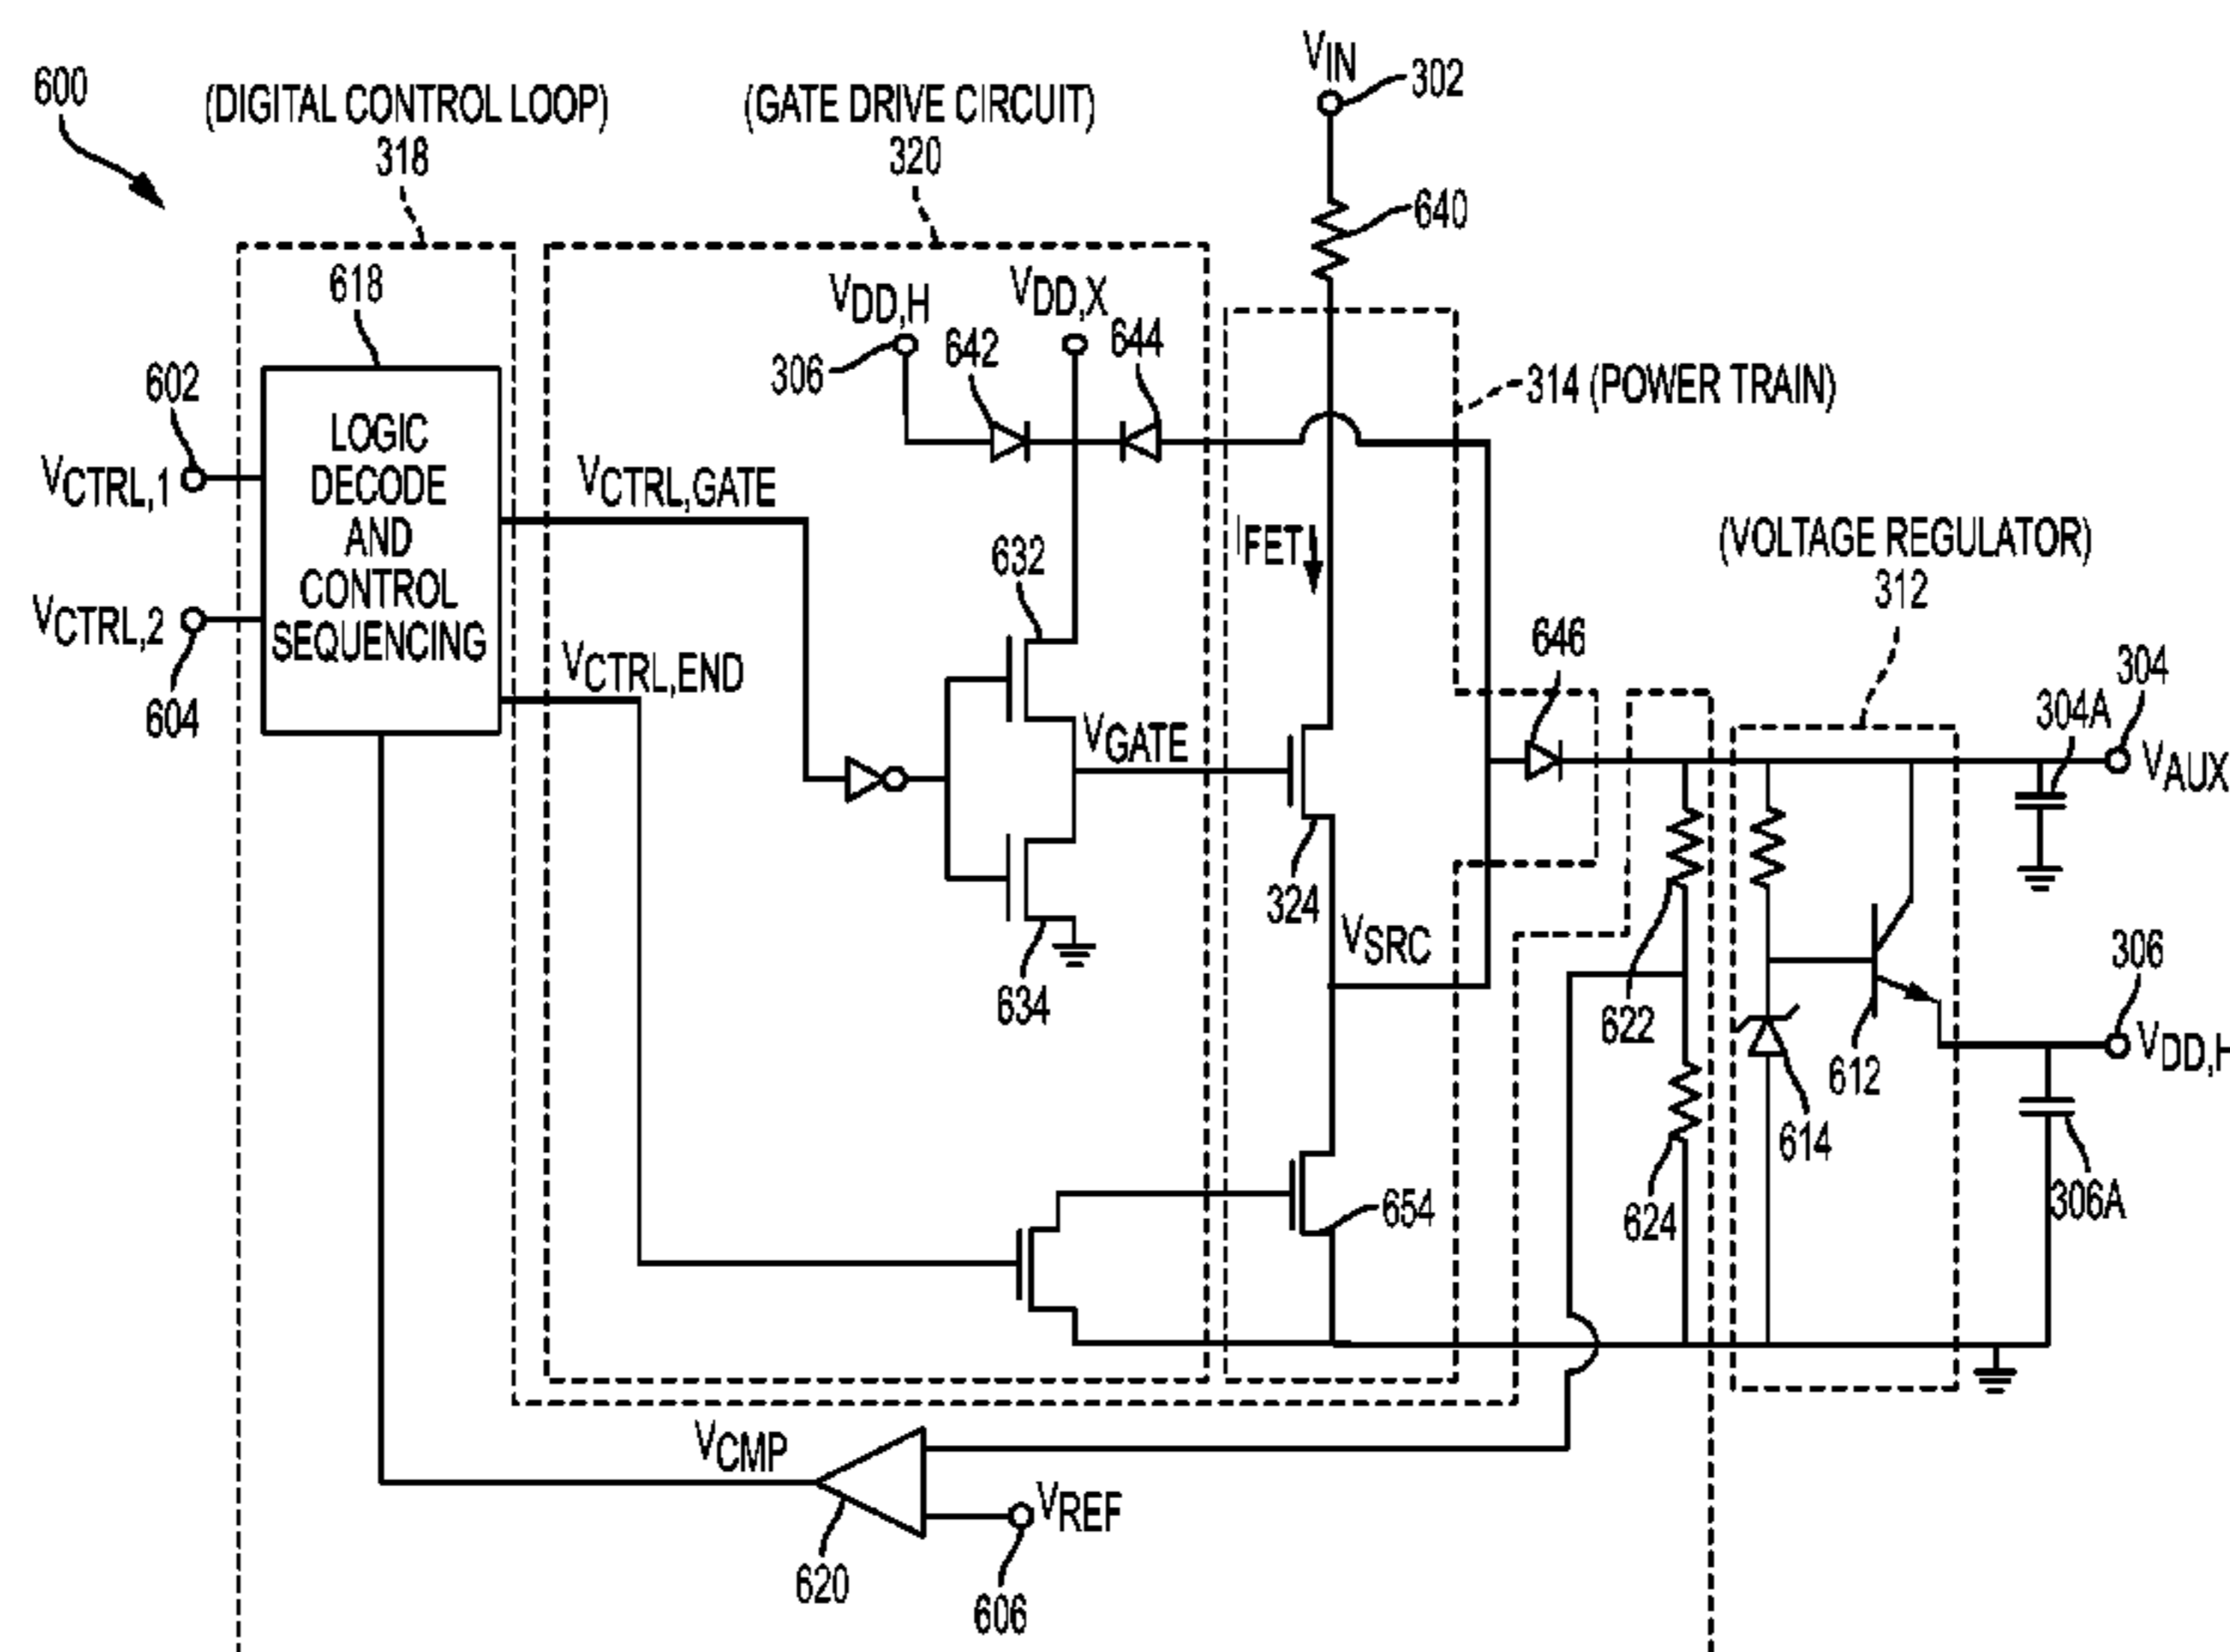 600
(DIGITAL CONTROL LOOP)
318
(GATE DRIVE CIRCUIT)
320
VIN
302
640
618
VDD,H
306
642
VDD,X
644
314 (POWER TRAIN)
602
VCTRL,1
LOGIC
DECODE
AND
CONTROL
SEQUENCING
VCTRL,2
604
VCTRL,GATE
VCTRL,END
632
IFET
(VOLTAGE REGULATOR)
312
646
304
304A
VAUX
VGATE
324
VSRC
634
622
624
614
612
306
VDD,H
306A
654
VCMP
620
VREF
606